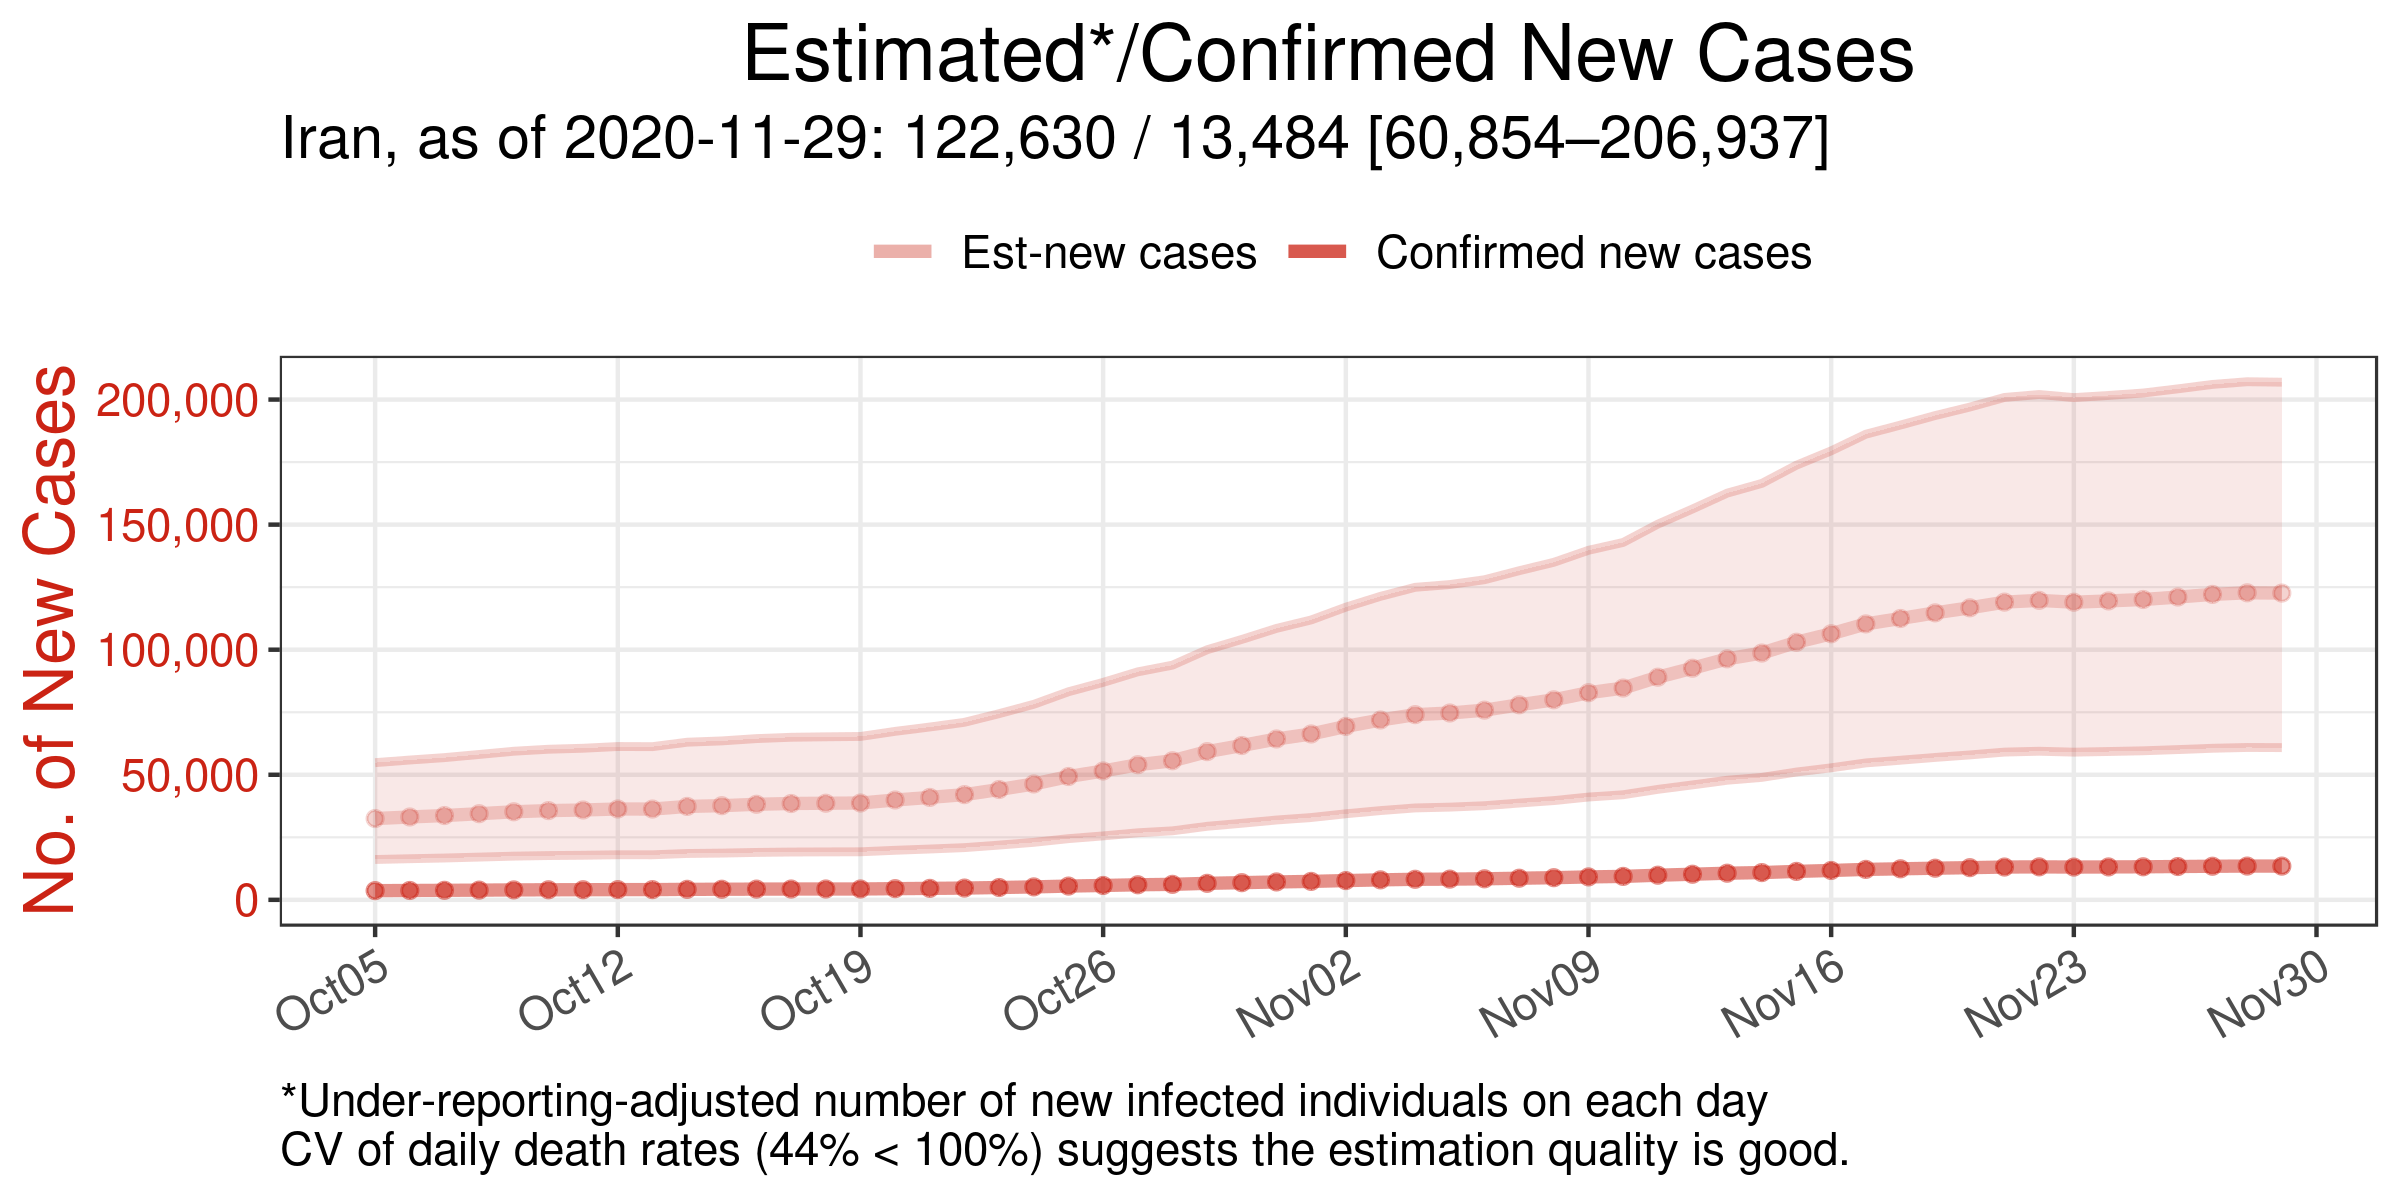 Estimated*/Confirmed New Cases
Iran, as of 2020-11-29: 122,630 / 13,484 [60,854–206,937]
Est-new cases
Confirmed new cases
No. of New Cases
200,000
150,000
100,000
50,000
0
Oct05
Oct12
Oct19
Oct26
Nov02
Nov09
Nov16
Nov23
Nov30
*Under-reporting-adjusted number of new infected individuals on each day
CV of daily death rates (44% < 100%) suggests the estimation quality is good.